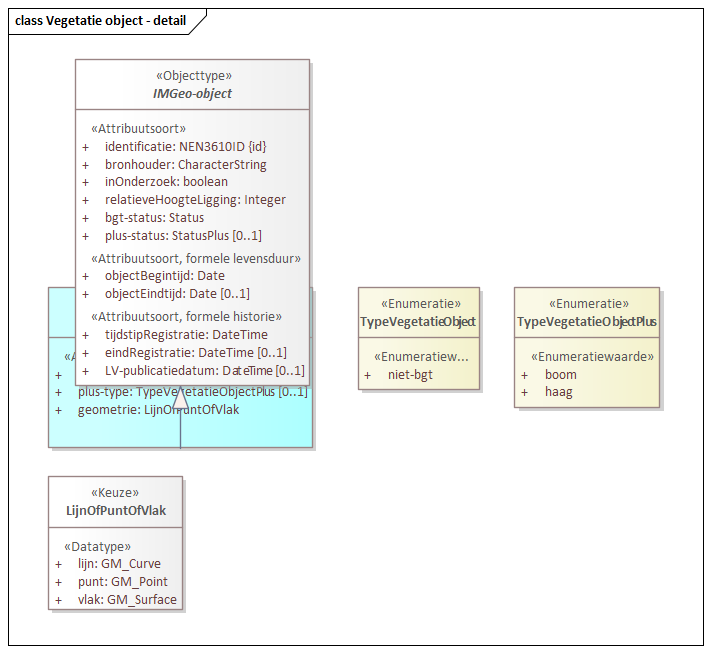 class Vegetatie object - detail
«Objecttype»
IMGeo-object
«Attribuutsoort»
+ identificatie: NEN3610ID {id}
+ bronhouder: CharacterString
+ inOnderzoek: boolean
+ relatieveHoogteLigging: Integer
+ bgt-status: Status
+ plus-status: StatusPlus [0..1]
«Attribuutsoort, formele levensduur»
+ objectBegintijd: Date
+ objectEindtijd: Date [0..1]
«Attribuutsoort, formele historie»
+ tijdstipRegistratie: DateTime
+ eindRegistratie: DateTime [0..1]
+ LV-publicatiedatum: DateTime [0..1]
+
+ plus-type: TypeVegetatieObjectPlus [0..1]
+ geometrie: LijnOfPuntOfVlak
«Enumeratie»
TypeVegetatieObject
«Enumeratiew...
+ niet-bgt
«Enumeratie»
TypeVegetatieObjectPlus
«Enumeratiewaarde»
+ boom
+ haag
«Keuze»
LijnOfPuntOfVlak
«Datatype»
+ lijn: GM_Curve
+ punt: GM_Point
+ vlak: GM_Surface